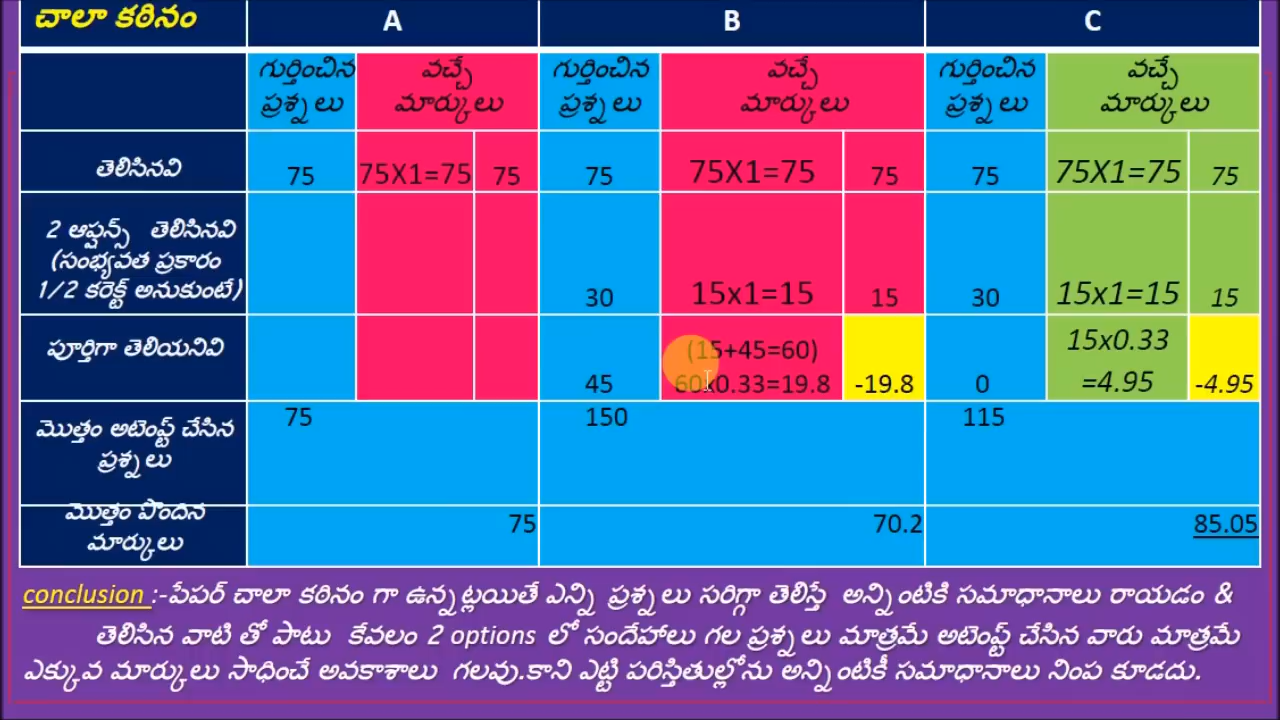 చాలా కఠినం A B C
గుర్తించిన ప్రశ్నలు వచ్చే మార్కులు గుర్తించిన ప్రశ్నలు వచ్చే మార్కులు గుర్తించిన ప్రశ్నలు వచ్చే మార్కులు
తెలిసినవి 75 75X1=75 75 75 75X1=75 75 75 75X1=75 75
2 ఆప్షన్స్ తెలిసినవి
(సంభ్యవత ప్రకారం
1/2 కరెక్ట్ అనుకుంటే) 30 15x1=15 15 30 15x1=15 15
పూర్తిగా తెలియనివి (15+45=60) 15x0.33
45 60x0.33=19.8 -19.8 0 =4.95 -4.95
మొత్తం అటెంప్ట్ చేసిన 75 150 115
ప్రశ్నలు
మొత్తం పొందిన 75 70.2 85.05
మార్కులు
conclusion :-పేపర్ చాలా కఠినం గా ఉన్నట్లయితే ఎన్ని ప్రశ్నలు సరిగ్గా తెలిస్తే అన్నింటికి సమాధానాలు రాయడం &
తెలిసిన వాటి తో పాటు కేవలం 2 options లో సందేహాలు గల ప్రశ్నలు మాత్రమే అటెంప్ట్ చేసిన వారు మాత్రమే
ఎక్కువ మార్కులు సాధించే అవకాశాలు గలవు.కాని ఎట్టి పరిస్తితుల్లోను అన్నింటికీ సమాధానాలు నింప కూడదు.